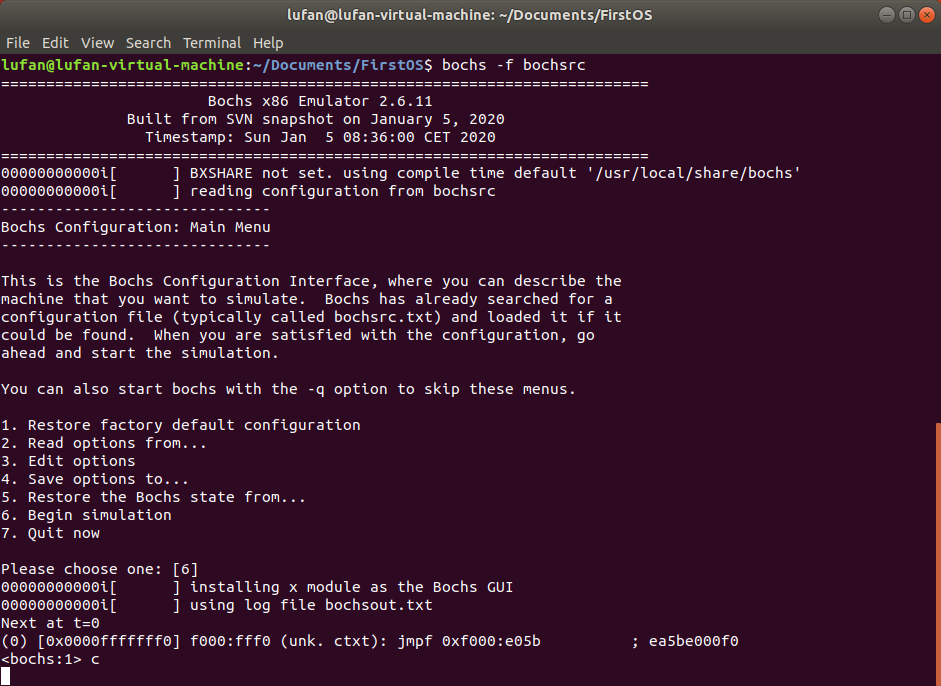 lufan@lufan-virtual-machine: ~/Documents/FirstOS
File Edit View Search Terminal Help
lufan@lufan-virtual-machine:~/Documents/FirstOS$ bochs -f bochsrc
========================================================================
                       Bochs x86 Emulator 2.6.11
              Built from SVN snapshot on January 5, 2020
                Timestamp: Sun Jan  5 08:36:00 CET 2020
========================================================================
00000000000i[      ] BXSHARE not set. using compile time default '/usr/local/share/bochs'
00000000000i[      ] reading configuration from bochsrc
------------------------------
Bochs Configuration: Main Menu
------------------------------
This is the Bochs Configuration Interface, where you can describe the
machine that you want to simulate.  Bochs has already searched for a
configuration file (typically called bochsrc.txt) and loaded it if it
could be found.  When you are satisfied with the configuration, go
ahead and start the simulation.
You can also start bochs with the -q option to skip these menus.
1. Restore factory default configuration
2. Read options from...
3. Edit options
4. Save options to...
5. Restore the Bochs state from...
6. Begin simulation
7. Quit now
Please choose one: [6]
00000000000i[      ] installing x module as the Bochs GUI
00000000000i[      ] using log file bochsout.txt
Next at t=0
(0) [0x0000fffffff0] f000:fff0 (unk. ctxt): jmpf 0xf000:e05b          ; ea5be000f0
<bochs:1> c